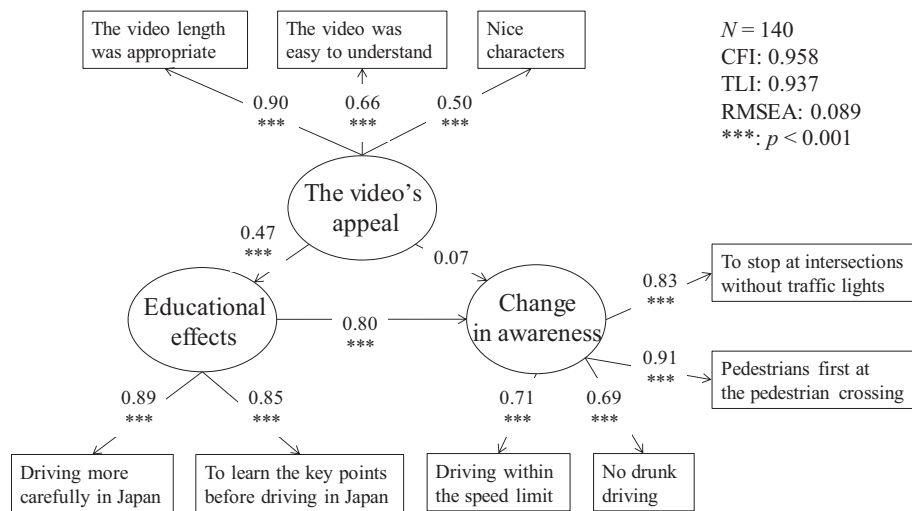 The video length
was appropriate
The video was
easy to understand
Nice
characters
N = 140
CFI: 0.958
TLI: 0.937
RMSEA: 0.089
***: p < 0.001
0.90
***
0.66
***
0.50
***
The video's
appeal
0.47
***
0.07
Educational
effects
0.80
***
Change
in awareness
0.83
***
To stop at intersections
without traffic lights
0.91
***
Pedestrians first at
the pedestrian crossing
0.89
***
0.85
***
0.71
***
0.69
***
Driving more
carefully in Japan
To learn the key points
before driving in Japan
Driving within
the speed limit
No drunk
driving